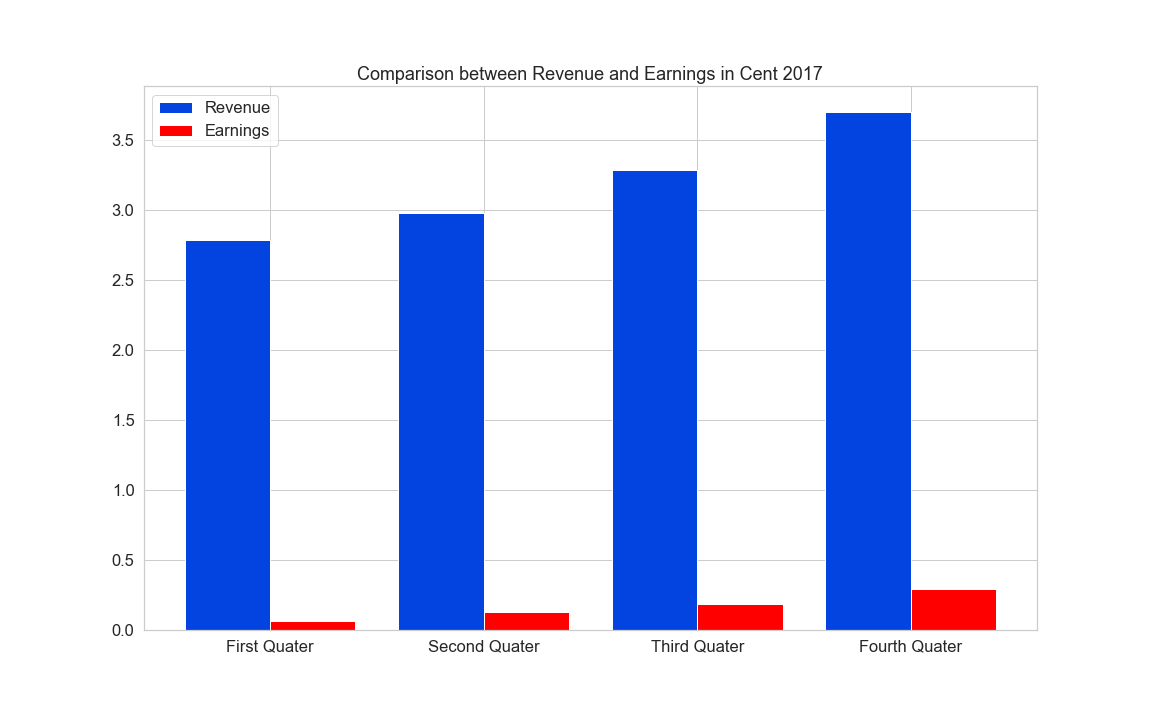 Comparison between Revenue and Earnings in Cent 2017
Revenue
Earnings
3.5
3.0
2.5
2.0
1.5
1.0
0.5
0.0
First Quater Second Quater Third Quater Fourth Quater